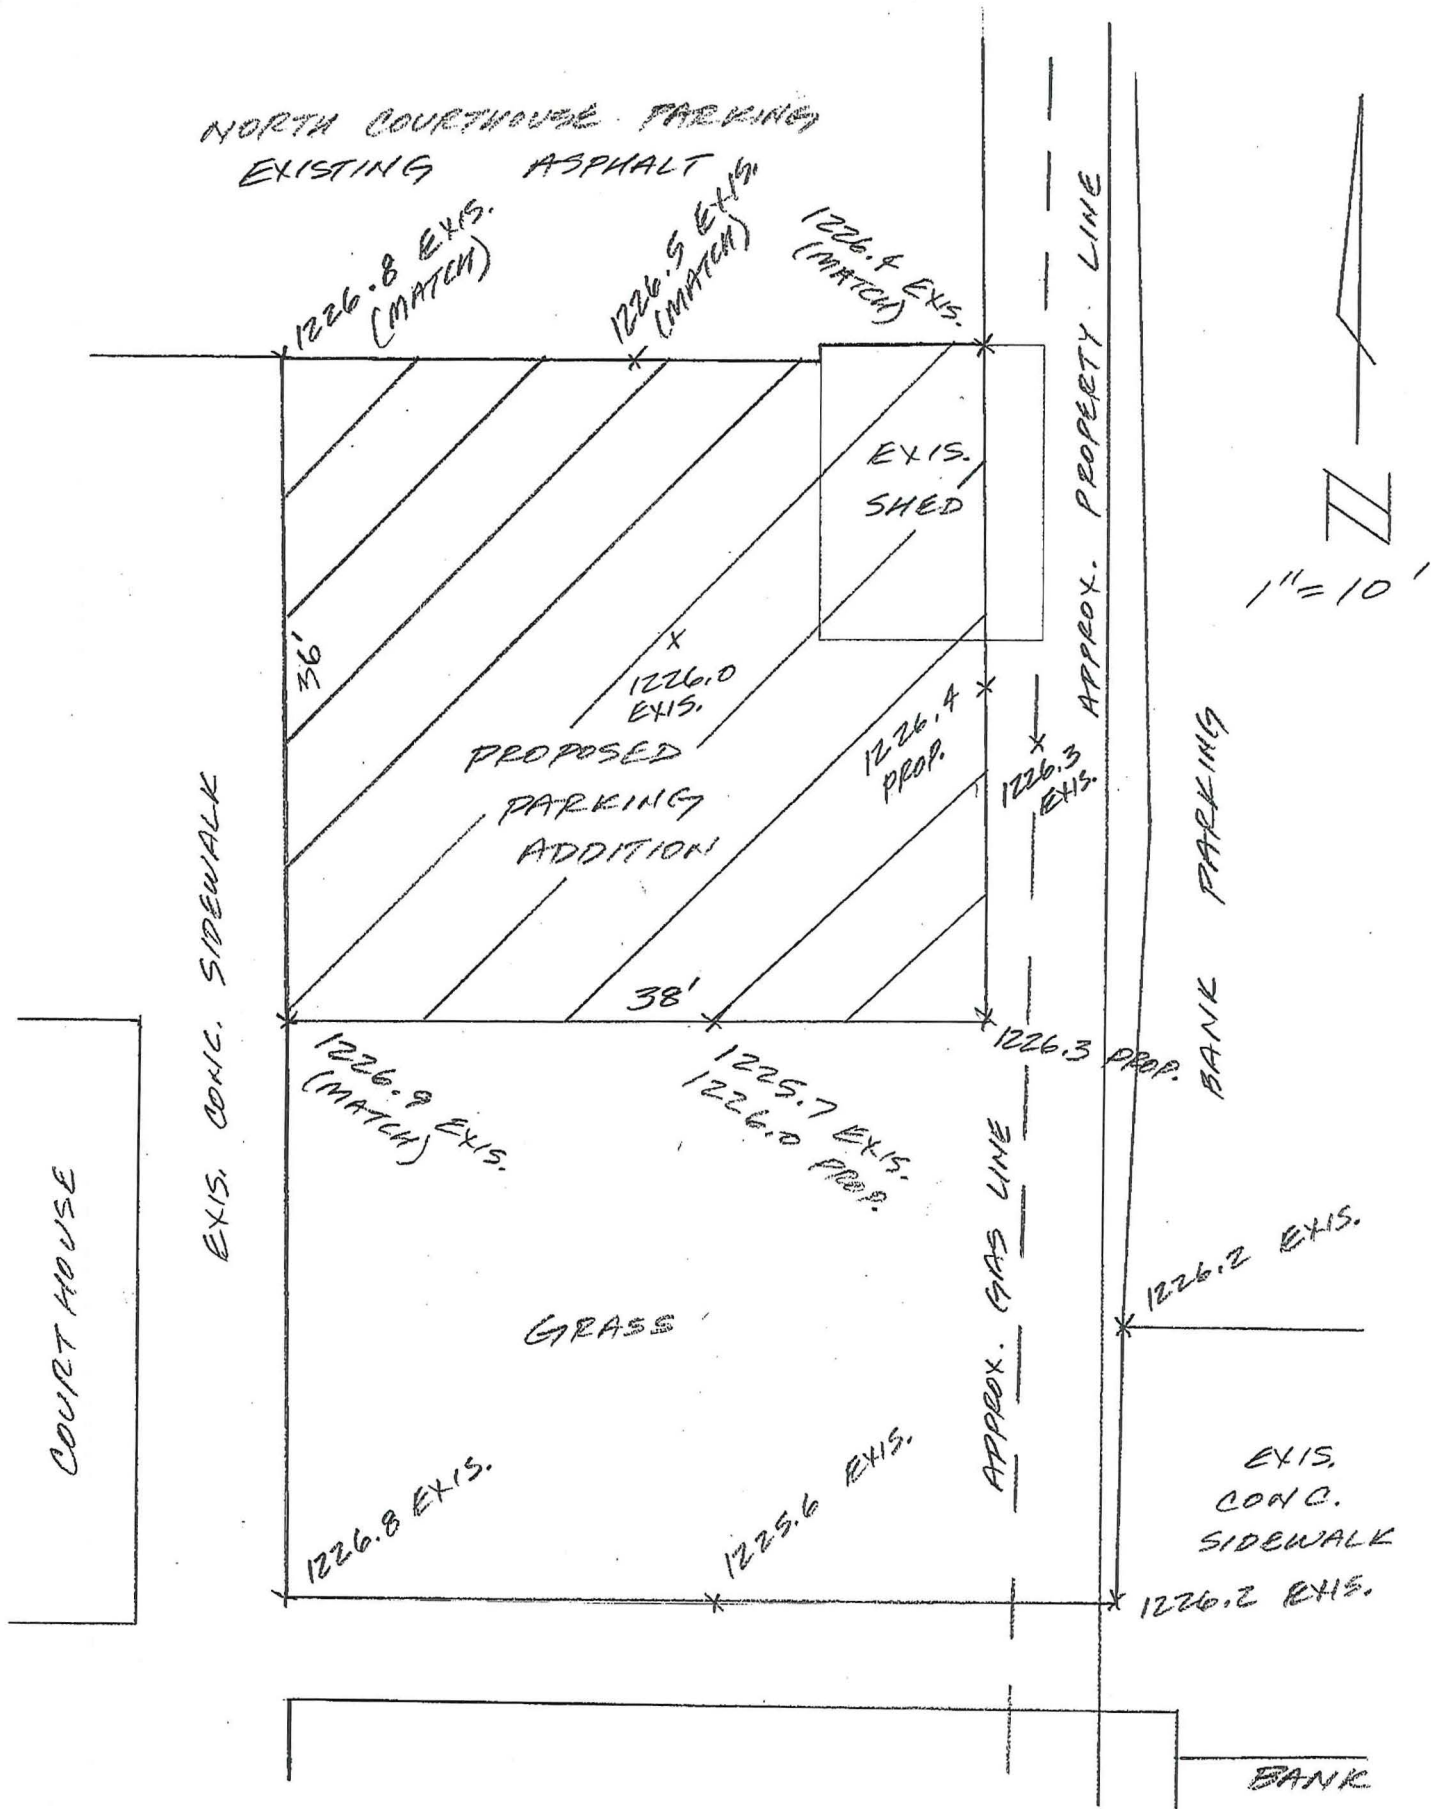 NORTH COURTHOUSE PARKING
EXISTING ASPHALT
1226.8 EXIS.
(MATCH)
1226.5 EXIS.
(MATCH)
1226.4 EXIS.
(MATCH)
EXIS.
SHED
APPROX. PROPERTY LINE
N
1"=10'
36'
X
1226.0
EXIS.
1226.4
PROP.
1226.3
EXIS.
PROPOSED
PARKING
ADDITION
EXIS. CONC. SIDEWALK
BANK PARKING
38'
1226.9 EXIS.
(MATCH)
1225.7 EXIS.
1226.0 PROP.
1226.3 PROP.
COURT HOUSE
GRASS
APPROX. GAS LINE
1226.2 EXIS.
1226.8 EXIS.
1225.6 EXIS.
EXIS.
CONC.
SIDEWALK
1226.2 EXIS.
BANK